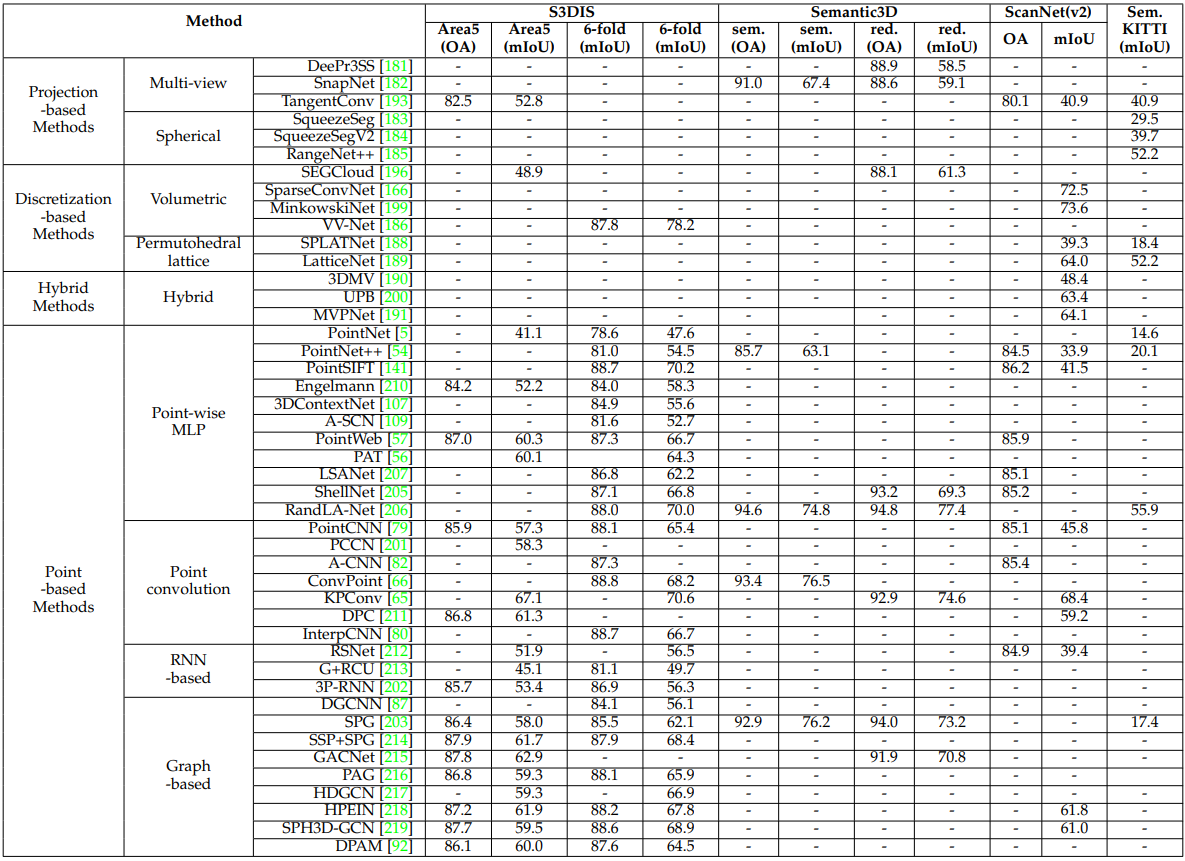 Method S3DIS Semantic3D ScanNet(v2) Sem. KITTI (mIoU)
Area5 (OA) Area5 (mIoU) 6-fold (mIoU) 6-fold (mIoU) sem. (OA) sem. (mIoU) red. (OA) red. (mIoU) OA mIoU
Projection -based Methods
Multi-view
DeePr3SS [181] - - - - - - 88.9 58.5 - - -
SnapNet [182] - - - - 91.0 67.4 88.6 59.1 - - -
TangentConv [193] 82.5 52.8 - - - - - - 80.1 40.9 40.9
Spherical
SqueezeSeg [183] - - - - - - - - - - 29.5
SqueezeSegV2 [184] - - - - - - - - - - 39.7
RangeNet++ [185] - - - - - - - - - - 52.2
Discretization -based Methods
Volumetric
SEGCloud [196] - 48.9 - - - - 88.1 61.3 - - -
SparseConvNet [166] - - - - - - - - - 72.5 -
MinkowskiNet [199] - - - - - - - - - 73.6 -
VV-Net [186] - - 87.8 78.2 - - - - - - -
Permutohedral lattice
SPLATNet [188] - - - - - - - - - 39.3 18.4
LatticeNet [189] - - - - - - - - - 64.0 52.2
Hybrid Methods
Hybrid
3DMV [190] - - - - - - - - - 48.4 -
UPB [200] - - - - - - - - - 63.4 -
MVPNet [191] - - - - - - - - - 64.1 -
Point -based Methods
Point-wise MLP
PointNet [5] - 41.1 78.6 47.6 - - - - - - 14.6
PointNet++ [54] - - 81.0 54.5 85.7 63.1 - - 84.5 33.9 20.1
PointSIFT [141] - - 88.7 70.2 - - - - 86.2 41.5 -
Engelmann [210] 84.2 52.2 84.0 58.3 - - - - - - -
3DContextNet [107] - - 84.9 55.6 - - - - - - -
A-SCN [109] - - 81.6 52.7 - - - - - - -
PointWeb [57] 87.0 60.3 87.3 66.7 - - - - 85.9 - -
PAT [56] 60.1 64.3 - - - - - - -
LSANet [207] - - 86.8 62.2 - - - - 85.1 - -
ShellNet [205] - - 87.1 66.8 - - 93.2 69.3 85.2 - -
RandLA-Net [206] - - 88.0 70.0 94.6 74.8 94.8 77.4 - - 55.9
Point convolution
PointCNN [79] 85.9 57.3 88.1 65.4 - - - - 85.1 45.8 -
PCCN [201] - 58.3 - - - - - - - - -
A-CNN [82] - - 87.3 - - - - - 85.4 - -
ConvPoint [66] - - 88.8 68.2 93.4 76.5 - - - - -
KPConv [65] - 67.1 - 70.6 - - 92.9 74.6 - 68.4 -
DPC [211] 86.8 61.3 - - - - - - - 59.2 -
InterpCNN [80] - - 88.7 66.7 - - - - - - -
RNN -based
RSNet [212] - 51.9 - 56.5 - - - - 84.9 39.4 -
G+RCU [213] - 45.1 81.1 49.7 - - - - - - -
3P-RNN [202] 85.7 53.4 86.9 56.3 - - - - - - -
Graph -based
DGCNN [87] - - 84.1 56.1 - - - - - - -
SPG [203] 86.4 58.0 85.5 62.1 92.9 76.2 94.0 73.2 - - 17.4
SSP+SPG [214] 87.9 61.7 87.9 68.4 - - - - - - -
GACNet [215] 87.8 62.9 - - - - 91.9 70.8 - - -
PAG [216] 86.8 59.3 88.1 65.9 - - - - - - -
HDGCN [217] - 59.3 - 66.9 - - - - - - -
HPEIN [218] 87.2 61.9 88.2 67.8 - - - - - 61.8 -
SPH3D-GCN [219] 87.7 59.5 88.6 68.9 - - - - - 61.0 -
DPAM [92] 86.1 60.0 87.6 64.5 - - - - - - -